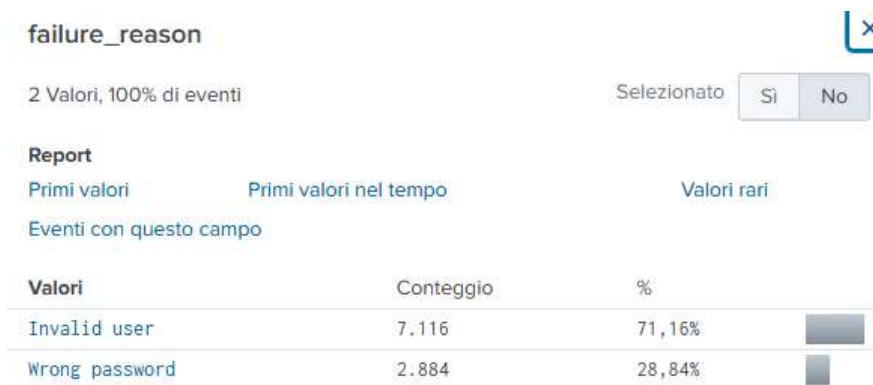 failure_reason
2 Valori, 100% di eventi
Selezionato Sì No
Report
Primi valori Primi valori nel tempo Valori rari
Eventi con questo campo
Valori Conteggio %
Invalid user 7.116 71,16%
Wrong password 2.884 28,84%